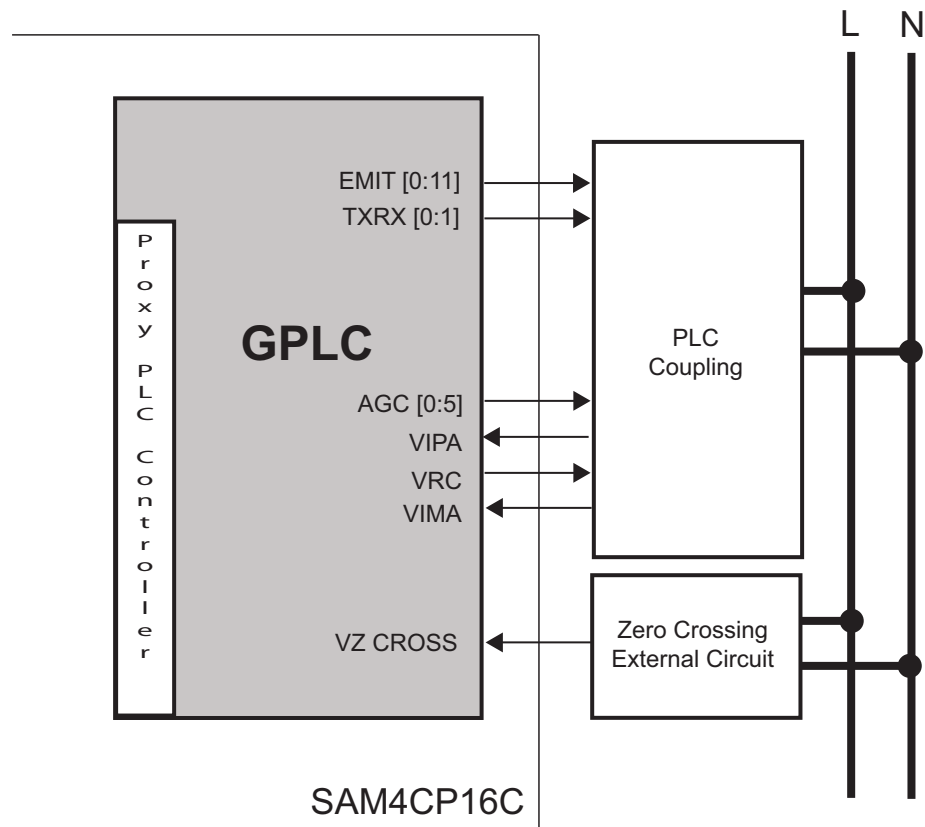 L N
EMIT [0:11]
TXRX [0:1]
Proxy PLC Controller
GPLC
PLC
Coupling
AGC [0:5]
VIPA
VRC
VIMA
VZ CROSS
Zero Crossing
External Circuit
SAM4CP16C